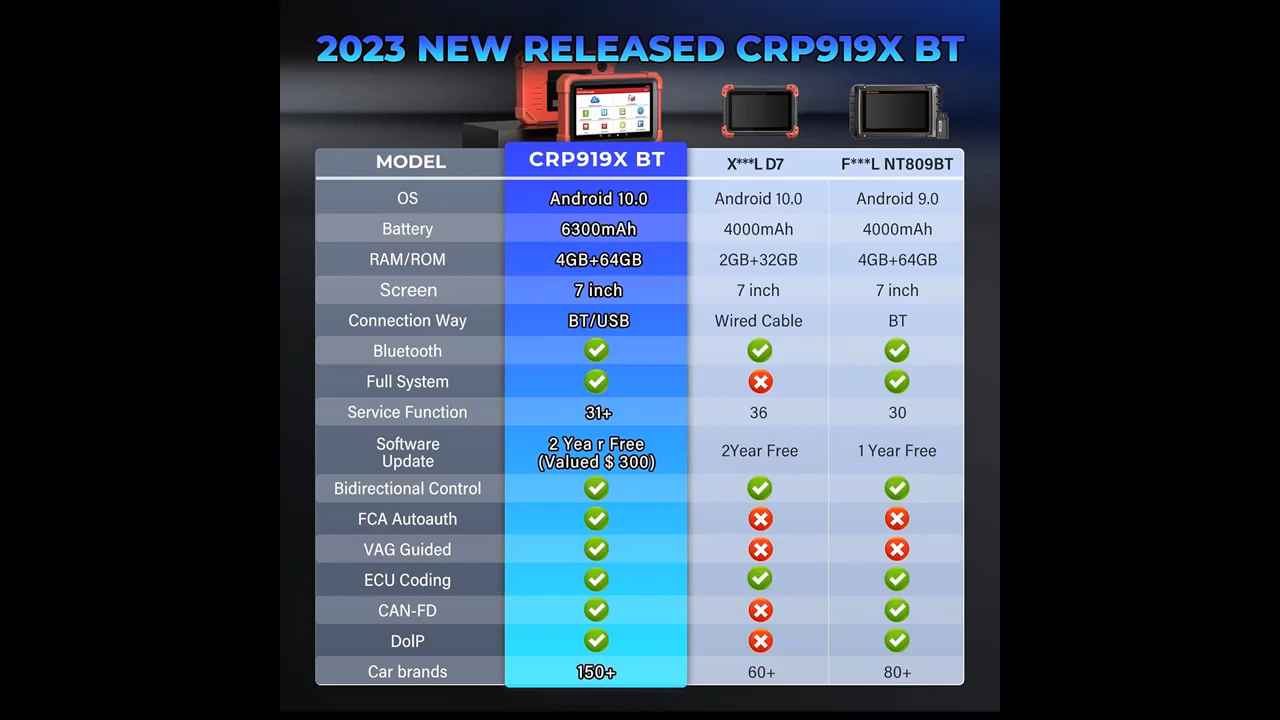 2023 NEW RELEASED CRP919X BT
MODEL CRP919X BT X***L D7 F***L NT809BT
OS Android 10.0 Android 10.0 Android 9.0
Battery 6300mAh 4000mAh 4000mAh
RAM/ROM 4GB+64GB 2GB+32GB 4GB+64GB
Screen 7 inch 7 inch 7 inch
Connection Way BT/USB Wired Cable BT
Bluetooth
Full System
Service Function 31+ 36 30
Software Update 2 Yea r Free (Valued $ 300) 2Year Free 1 Year Free
Bidirectional Control
FCA Autoauth
VAG Guided
ECU Coding
CAN-FD
DoIP
Car brands 150+ 60+ 80+